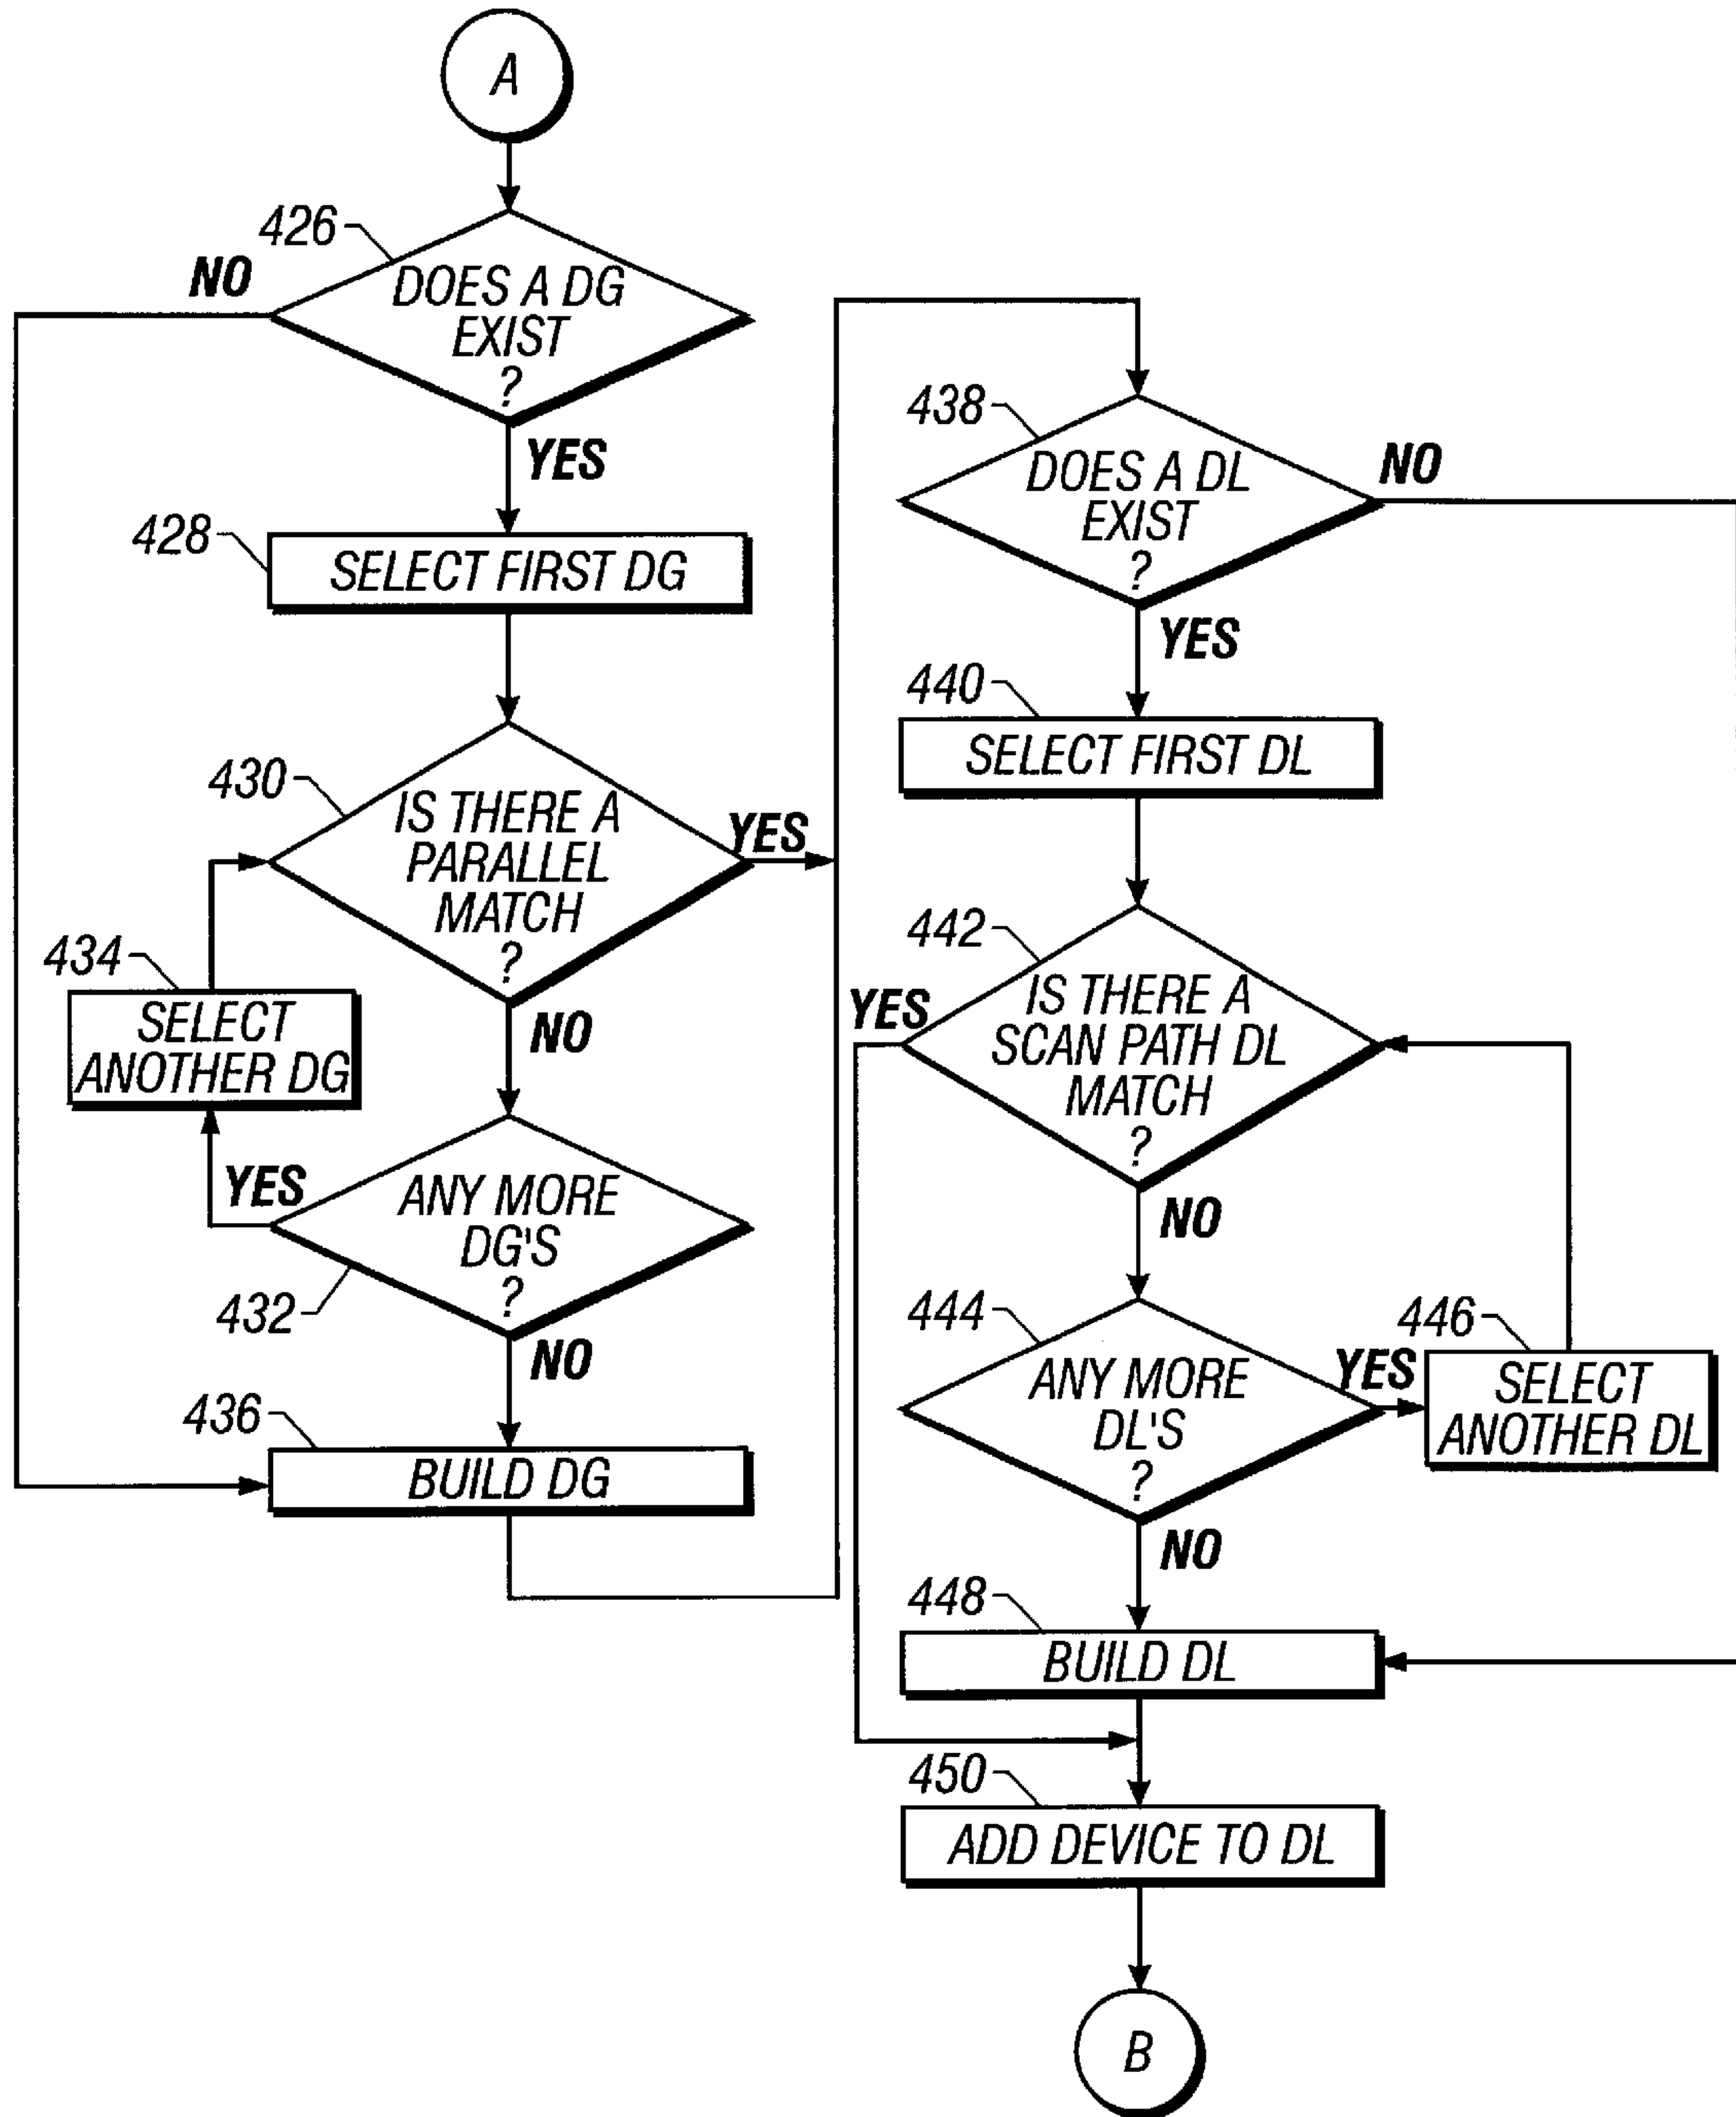 A
426
NO
DOES A DG
EXIST
?
YES
428
SELECT FIRST DG
430
IS THERE A
PARALLEL
MATCH
?
YES
NO
434
SELECT
ANOTHER DG
YES
ANY MORE
DG'S
?
432
NO
436
BUILD DG
438
DOES A DL
EXIST
?
NO
YES
440
SELECT FIRST DL
442
IS THERE A
SCAN PATH DL
MATCH
?
YES
NO
444
ANY MORE
DL'S
?
YES
446
SELECT
ANOTHER DL
NO
448
BUILD DL
450
ADD DEVICE TO DL
B